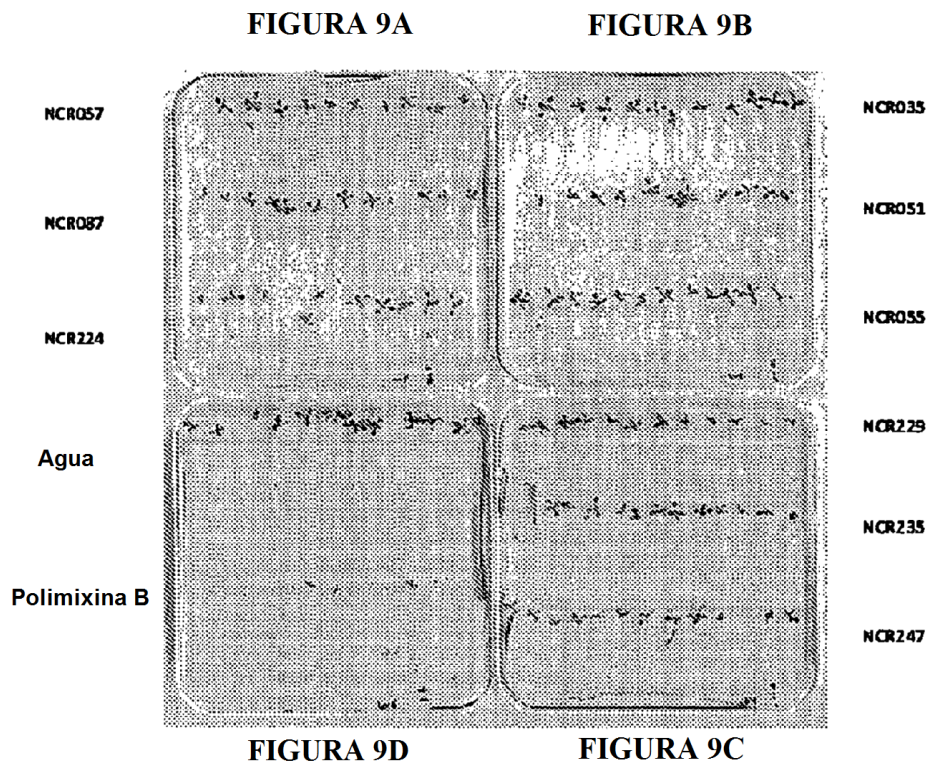 FIGURA 9A
FIGURA 9B
NCR057
NCR035
NCR087
NCR051
NCR224
NCR055
Agua
NCR229
NCR235
Polimixina B
NCR247
FIGURA 9D
FIGURA 9C